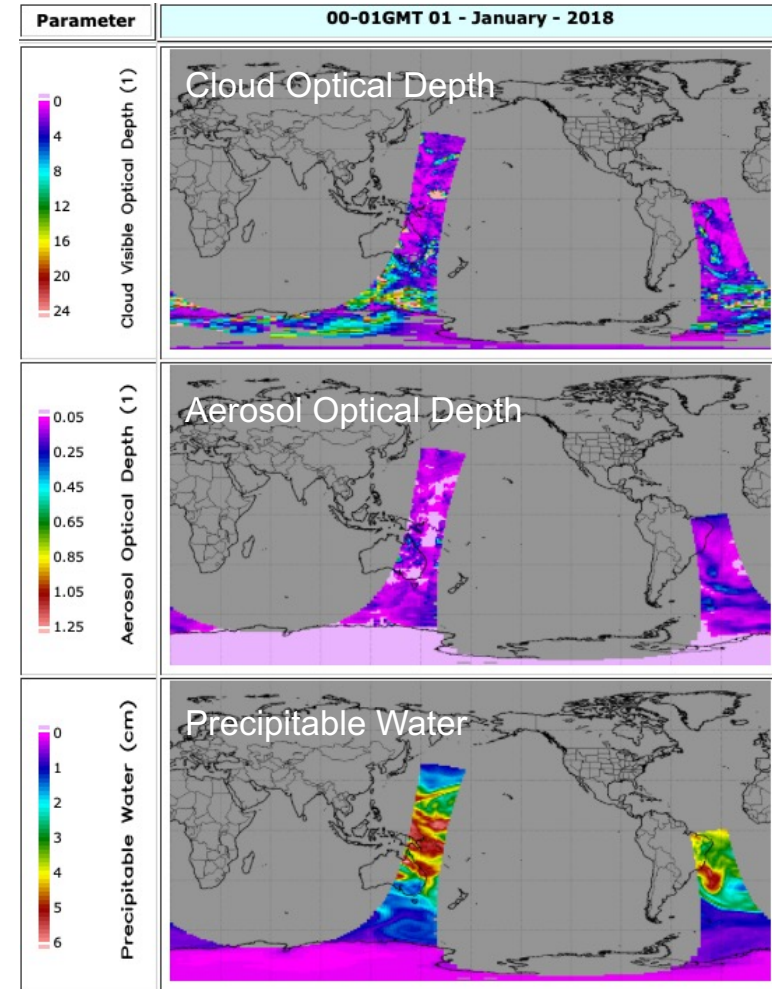 Parameter
00-01GMT 01 - January - 2018
Cloud Visible Optical Depth (1)
0
4
8
12
16
20
24
Cloud Optical Depth
Aerosol Optical Depth (1)
0.05
0.25
0.45
0.65
0.85
1.05
1.25
Aerosol Optical Depth
Precipitable Water (cm)
0
1
2
3
4
5
6
Precipitable Water